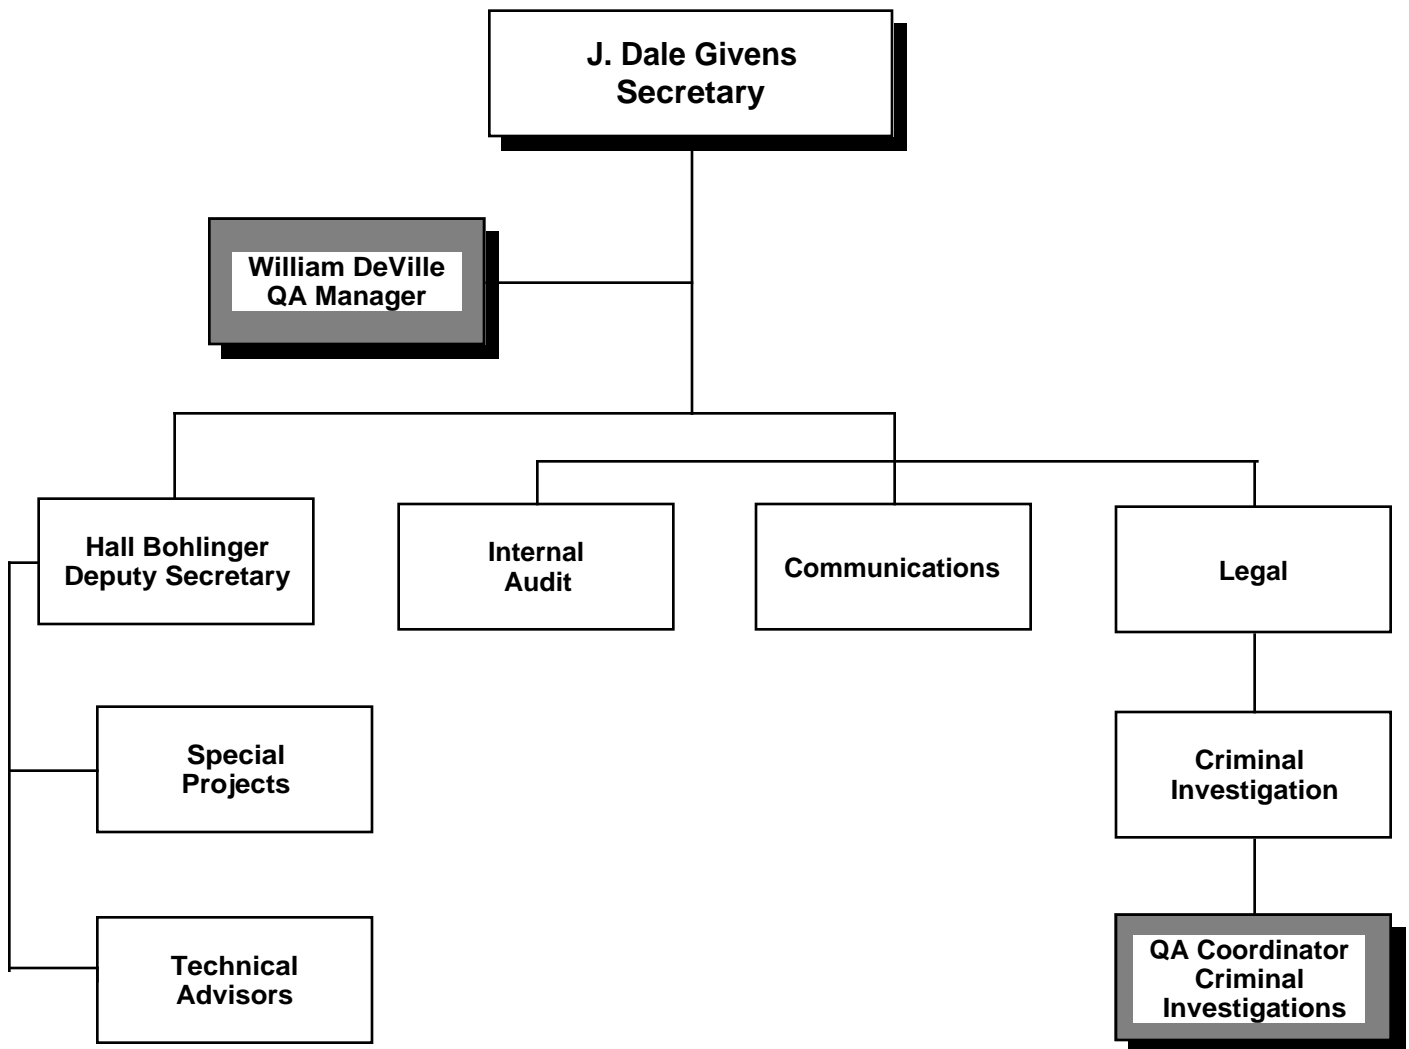 J. Dale Givens
Secretary
William DeVille
QA Manager
Hall Bohlinger
Deputy Secretary
Internal
Audit
Communications
Legal
Special
Projects
Criminal
Investigation
Technical
Advisors
QA Coordinator
Criminal
Investigations